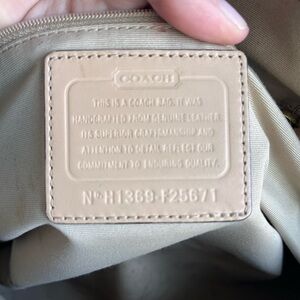 COACH
THIS IS A COACH BAG. IT WAS
HANDCRAFTED FROM GENUINE LEATHER.
ITS SUPERIOR CRAFTSMANSHIP AND
ATTENTION TO DETAIL REFLECT OUR
COMMITMENT TO ENDURING QUALITY.
Nº H1369-F25671